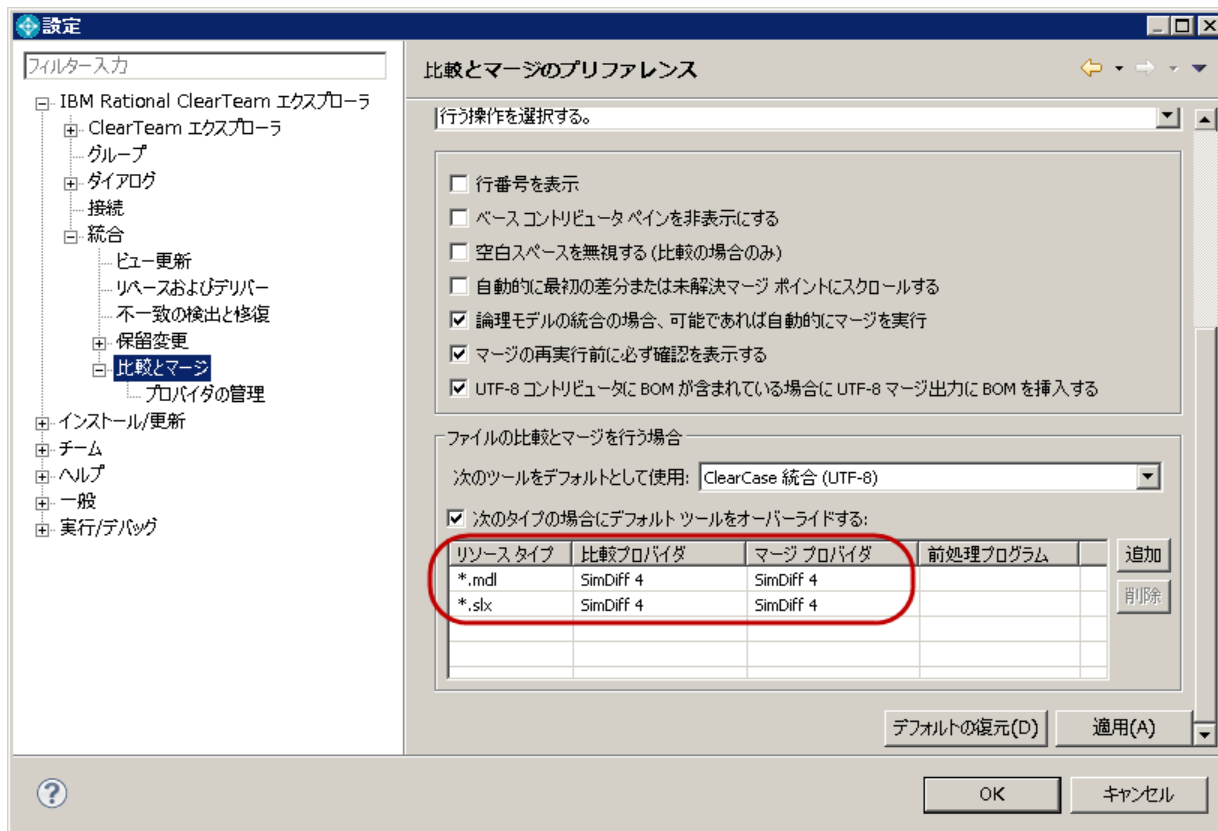 設定
フィルター入力
IBM Rational ClearTeam エクスプローラ
ClearTeam エクスプローラ
グループ
ダイアログ
接続
統合
ビュー更新
リベースおよびデリバー
不一致の検出と修復
保留変更
比較とマージ
プロバイダの管理
インストール/更新
チーム
ヘルプ
一般
実行/デバッグ
比較とマージのプリファレンス
行う操作を選択する。
行番号を表示
ベース コントリビュータ ペインを非表示にする
空白スペースを無視する (比較の場合のみ)
自動的に最初の差分または未解決マージ ポイントにスクロールする
論理モデルの統合の場合、可能であれば自動的にマージを実行
マージの再実行前に必ず確認を表示する
UTF-8 コントリビュータに BOM が含まれている場合に UTF-8 マージ出力に BOM を挿入する
ファイルの比較とマージを行う場合
次のツールをデフォルトとして使用: ClearCase 統合 (UTF-8)
次のタイプの場合にデフォルト ツールをオーバーライドする:
リソース タイプ 比較プロバイダ マージ プロバイダ 前処理プログラム 追加
*.mdl SimDiff 4 SimDiff 4
*.slx SimDiff 4 SimDiff 4 削除
デフォルトの復元(D) 適用(A)
? OK キャンセル